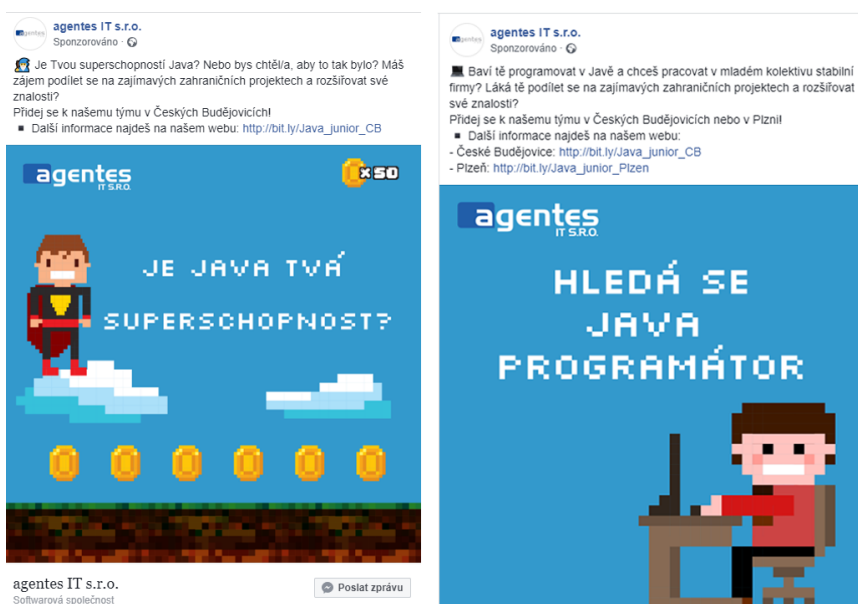 agentes IT s.r.o.
Sponzorováno ·
Je Tvou superschopností Java? Nebo bys chtěl/a, aby to tak bylo? Máš
zájem podílet se na zajímavých zahraničních projektech a rozšiřovat své
znalosti?
Přidej se k našemu týmu v Českých Budějovicích!
▪ Další informace najdeš na našem webu: http://bit.ly/Java_junior_CB
agentes
IT S.R.O.
x50
JE JAVA TVÁ
SUPERSCHOPNOST?
agentes IT s.r.o.
Softwarová společnost
Poslat zprávu
agentes IT s.r.o.
Sponzorováno ·
Baví tě programovat v Javě a chceš pracovat v mladém kolektivu stabilní
firmy? Láká tě podílet se na zajímavých zahraničních projektech a rozšiřovat
své znalosti?
Přidej se k našemu týmu v Českých Budějovicích nebo v Plzni!
▪ Další informace najdeš na našem webu:
- České Budějovice: http://bit.ly/Java_junior_CB
- Plzeň: http://bit.ly/Java_junior_Plzen
agentes
IT S.R.O.
HLEDÁ SE
JAVA
PROGRAMÁTOR